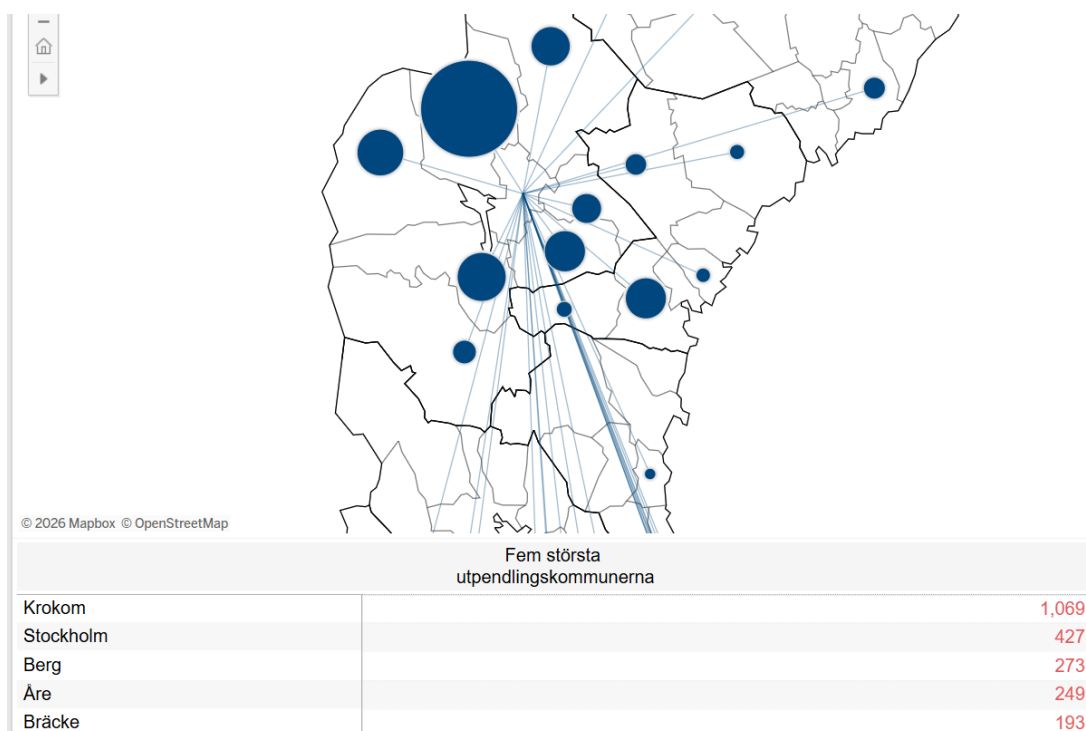 © 2026 Mapbox © OpenStreetMap
Fem största
utpendlingskommunerna
Krokom 1,069
Stockholm 427
Berg 273
Åre 249
Bräcke 193